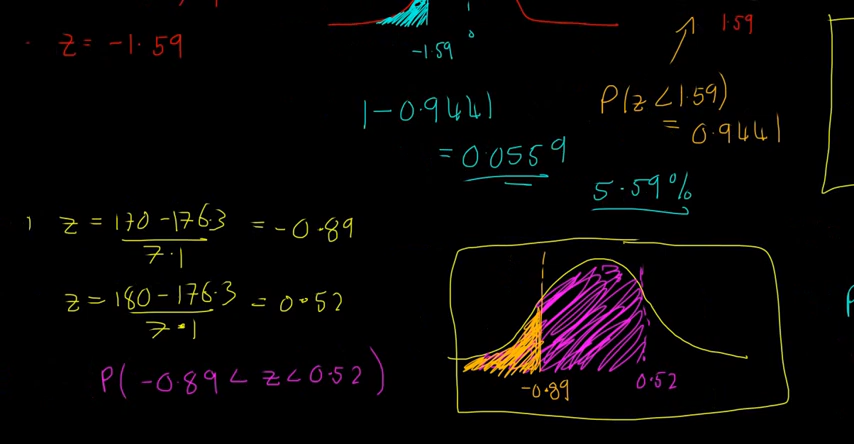 z = -1.59
-1.59
0
1.59
P(z < 1.59)
= 0.9441
1 - 0.9441
= 0.0559
5.59%
z = 170 - 176.3 / 7.1 = -0.89
z = 180 - 176.3 / 7.1 = 0.52
P( -0.89 < z < 0.52 )
-0.89
0.52